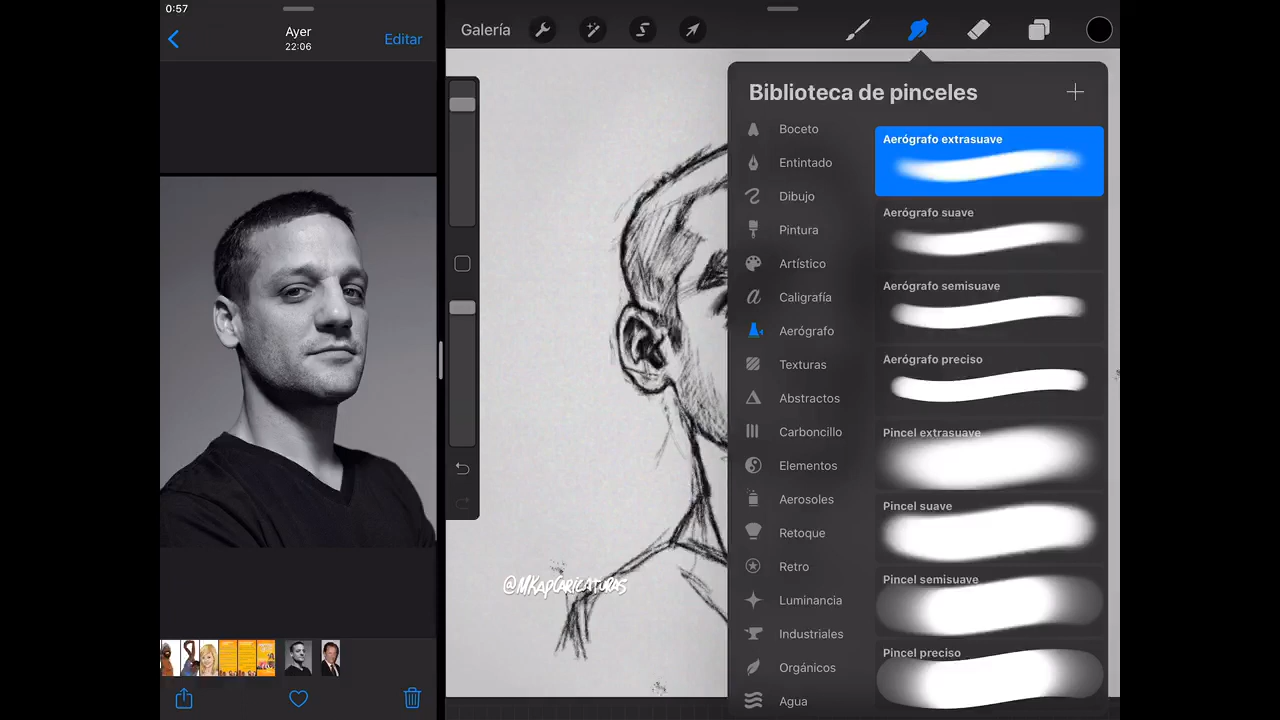 0:57
Ayer
22:06
Editar
Galería
@MKapCaricaturas
Biblioteca de pinceles
Boceto
Entintado
Dibujo
Pintura
Artístico
Caligrafía
Aerógrafo
Texturas
Abstractos
Carboncillo
Elementos
Aerosoles
Retoque
Retro
Luminancia
Industriales
Orgánicos
Agua
Aerógrafo extrasuave
Aerógrafo suave
Aerógrafo semisuave
Aerógrafo preciso
Pincel extrasuave
Pincel suave
Pincel semisuave
Pincel preciso